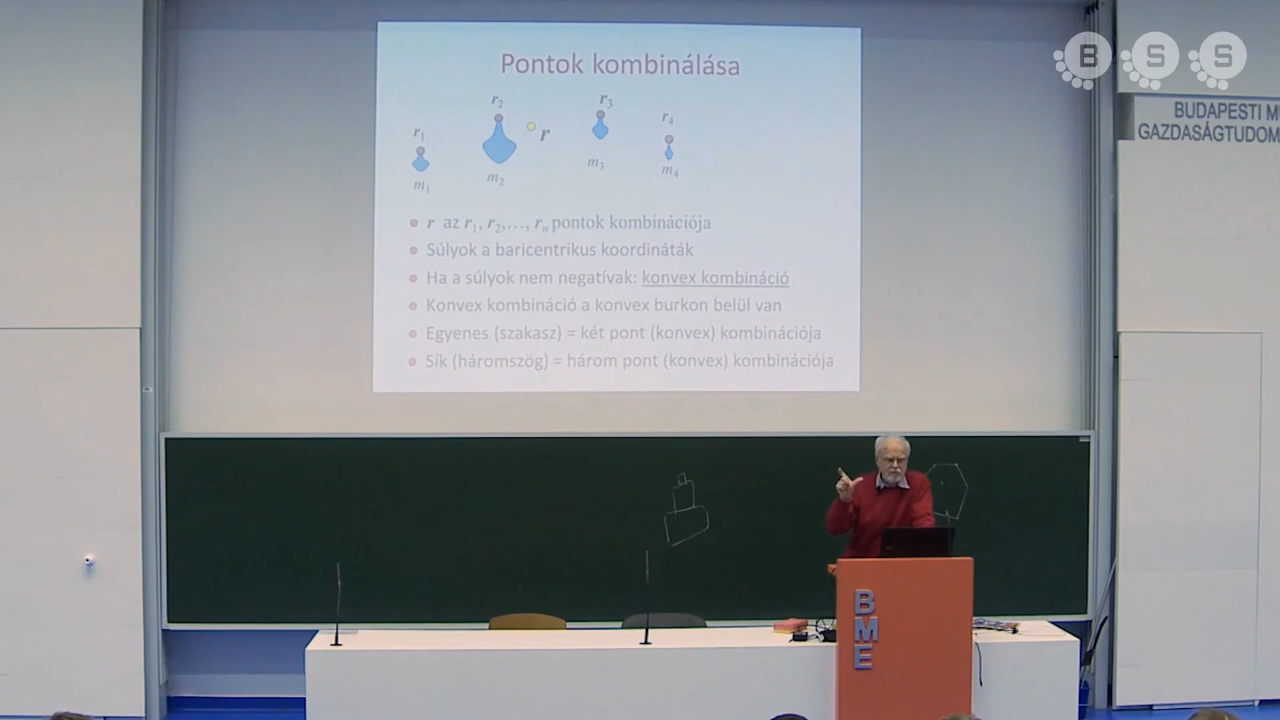 B S S
BUDAPESTI M
GAZDASÁGTUDOM
Pontok kombinálása
r₁ r₂ r r₃ r₄
m₁ m₂ m₃ m₄
r az r₁, r₂,…, rₙ pontok kombinációja
Súlyok a baricentrikus koordináták
Ha a súlyok nem negatívak: konvex kombináció
Konvex kombináció a konvex burkon belül van
Egyenes (szakasz) = két pont (konvex) kombinációja
Sík (háromszög) = három pont (konvex) kombinációja
BME